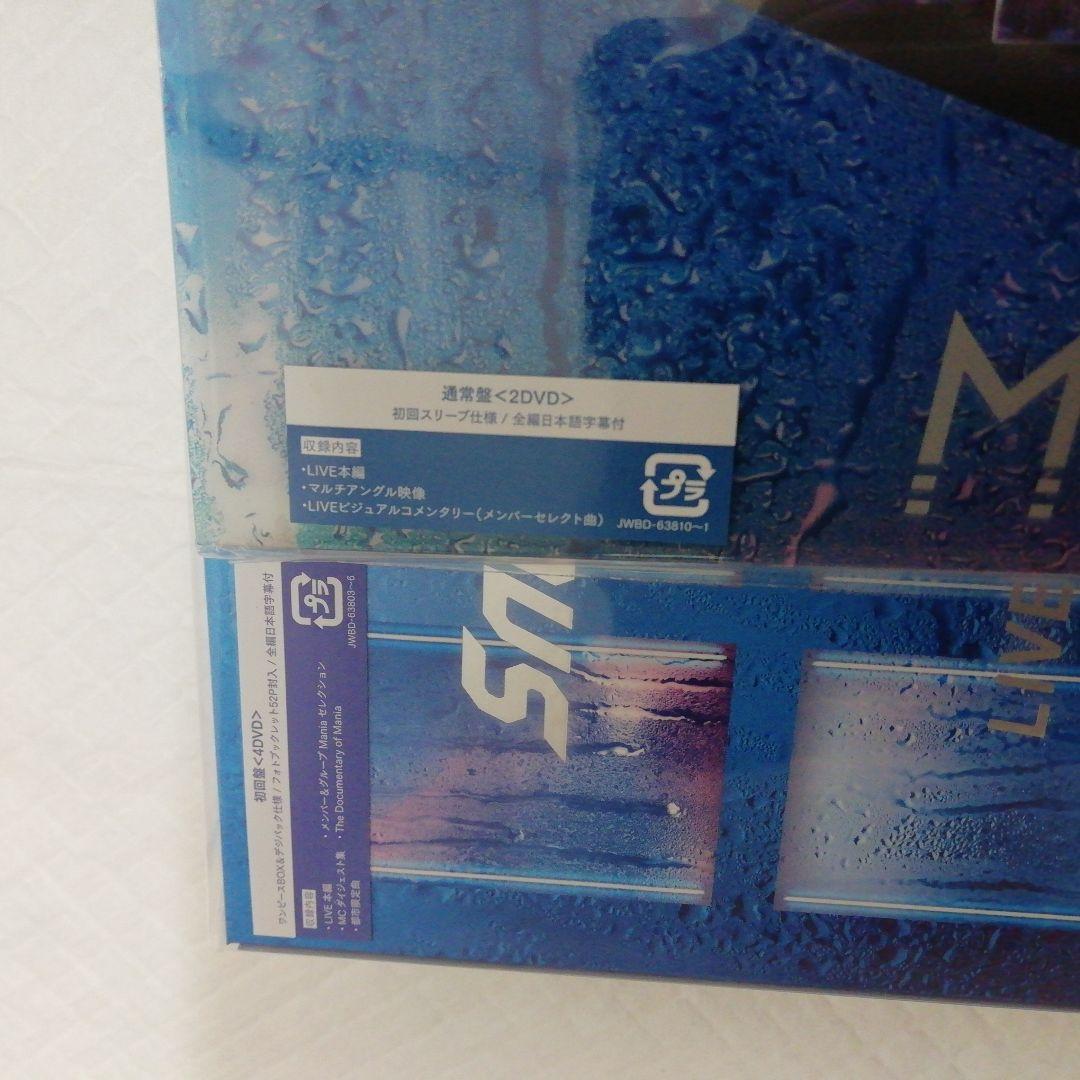 通常盤<2DVD>
初回スリーブ仕様 / 全編日本語字幕付
収録内容
・LIVE本編
・マルチアングル映像
・LIVEビジュアルコメンタリー(メンバーセレクト曲)
プラ
JWBD-63810〜1
M
LIVE
初回盤<4DVD>
ワンピースBOX&デジパック仕様 / フォトブックレット52P封入 / 全編日本語字幕付
収録内容
・LIVE本編
・MCダイジェスト集
・都市限定曲
・メンバー&グループ Mania セレクション
・The Documentary of Mania
プラ
JWBD-63803〜6